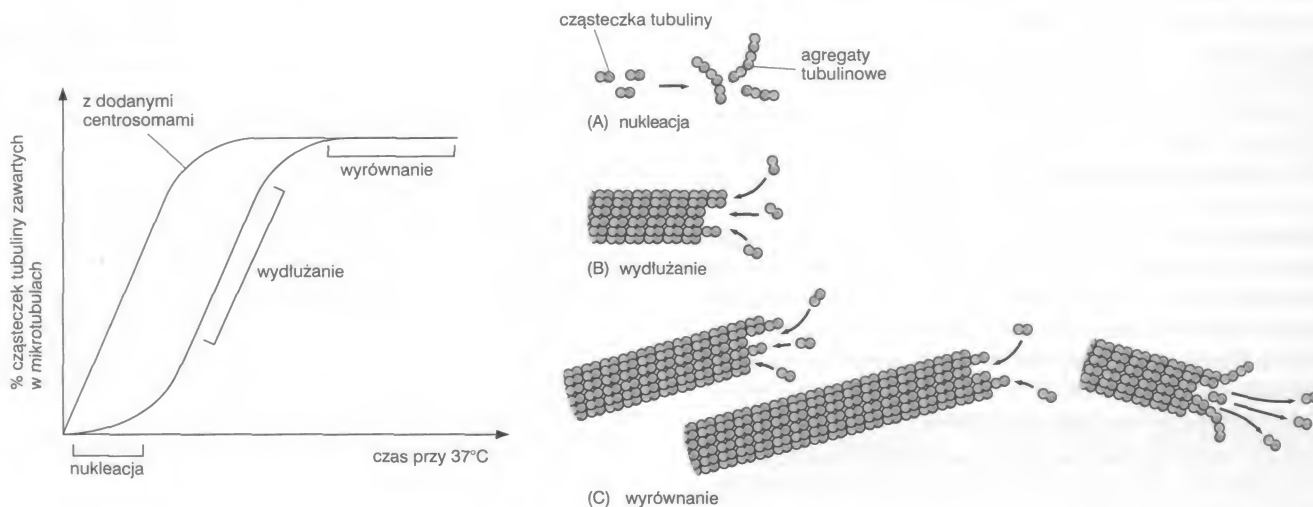 z dodanymi
centrosomami
wyrównanie
wydłużanie
% cząsteczek tubuliny zawartych
w mikrotubulach
nukleacja
czas przy 37°C
cząsteczka tubuliny
agregaty
tubulinowe
(A) nukleacja
(B) wydłużanie
(C) wyrównanie